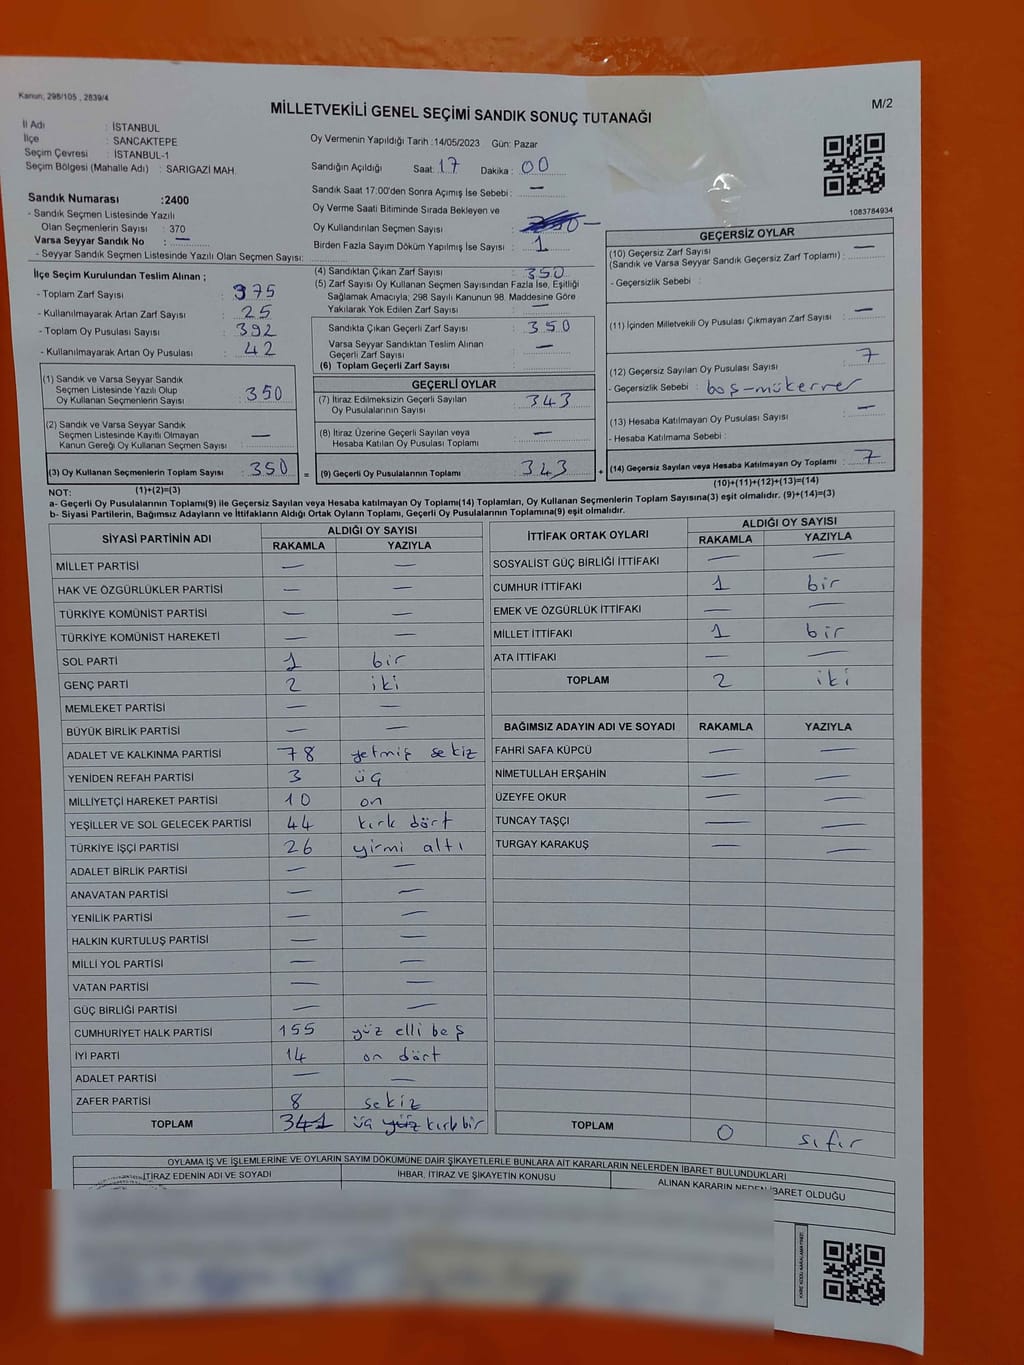 Kanun; 298/105 , 2839/4
MİLLETVEKİLİ GENEL SEÇİMİ SANDIK SONUÇ TUTANAĞI
M/2
İl Adı : İSTANBUL
İlçe : SANCAKTEPE
Seçim Çevresi : İSTANBUL-1
Seçim Bölgesi (Mahalle Adı) : SARIGAZİ MAH.
Sandık Numarası :2400
- Sandık Seçmen Listesinde Yazılı
Olan Seçmenlerin Sayısı : 370
Varsa Seyyar Sandık No : —
- Seyyar Sandık Seçmen Listesinde Yazılı Olan Seçmen Sayısı:
Oy Vermenin Yapıldığı Tarih :14/05/2023 Gün: Pazar
Sandığın Açıldığı Saat: 17 Dakika : 00
Sandık Saat 17:00'den Sonra Açımış İse Sebebi : —
Oy Verme Saati Bitiminde Sırada Bekleyen ve
Oy Kullandırılan Seçmen Sayısı : —
Birden Fazla Sayım Döküm Yapılmış İse Sayısı : 1
1083784934
İlçe Seçim Kurulundan Teslim Alınan ;
- Toplam Zarf Sayısı : 375
- Kullanılmayarak Artan Zarf Sayısı : 25
- Toplam Oy Pusulası Sayısı : 392
- Kullanılmayarak Artan Oy Pusulası : 42
(4) Sandıktan Çıkan Zarf Sayısı : 350
(5) Zarf Sayısı Oy Kullanan Seçmen Sayısından Fazla İse, Eşitliği
Sağlamak Amacıyla; 298 Sayılı Kanunun 98. Maddesine Göre
Yakılarak Yok Edilen Zarf Sayısı : —
Sandıkta Çıkan Geçerli Zarf Sayısı : 350
Varsa Seyyar Sandıktan Teslim Alınan
Geçerli Zarf Sayısı : —
(6) Toplam Geçerli Zarf Sayısı :
GEÇERSİZ OYLAR
(10) Geçersiz Zarf Sayısı
(Sandık ve Varsa Seyyar Sandık Geçersiz Zarf Toplamı) : —
- Geçersizlik Sebebi :
(11) İçinden Milletvekili Oy Pusulası Çıkmayan Zarf Sayısı : —
(12) Geçersiz Sayılan Oy Pusulası Sayısı : 7
- Geçersizlik Sebebi : boş-mükerrer
(13) Hesaba Katılmayan Oy Pusulası Sayısı : —
- Hesaba Katılmama Sebebi :
(14) Geçersiz Sayılan veya Hesaba Katılmayan Oy Toplamı : 7
(10)+(11)+(12)+(13)=(14)
(1) Sandık ve Varsa Seyyar Sandık
Seçmen Listesinde Yazılı Olup
Oy Kullanan Seçmenlerin Sayısı : 350
(2) Sandık ve Varsa Seyyar Sandık
Seçmen Listesinde Kayıtlı Olmayan
Kanun Gereği Oy Kullanan Seçmen Sayısı : —
(3) Oy Kullanan Seçmenlerin Toplam Sayısı : 350 =
(1)+(2)=(3)
GEÇERLİ OYLAR
(7) İtiraz Edilmeksizin Geçerli Sayılan
Oy Pusulalarının Sayısı : 343
(8) İtiraz Üzerine Geçerli Sayılan veya
Hesaba Katılan Oy Pusulası Toplamı : —
(9) Geçerli Oy Pusulalarının Toplamı : 343 +
NOT:
a- Geçerli Oy Pusulalarının Toplamı(9) ile Geçersiz Sayılan veya Hesaba katılmayan Oy Toplamı(14) Toplamları, Oy Kullanan Seçmenlerin Toplam Sayısına(3) eşit olmalıdır. (9)+(14)=(3)
b- Siyasi Partilerin, Bağımsız Adayların ve İttifakların Aldığı Ortak Oyların Toplamı, Geçerli Oy Pusulalarının Toplamına(9) eşit olmalıdır.
SİYASİ PARTİNİN ADI ALDIĞI OY SAYISI
RAKAMLA YAZIYLA
MİLLET PARTİSİ — —
HAK VE ÖZGÜRLÜKLER PARTİSİ — —
TÜRKİYE KOMÜNİST PARTİSİ — —
TÜRKİYE KOMÜNİST HAREKETİ — —
SOL PARTİ 1 bir
GENÇ PARTİ 2 iki
MEMLEKET PARTİSİ — —
BÜYÜK BİRLİK PARTİSİ — —
ADALET VE KALKINMA PARTİSİ 78 yetmiş sekiz
YENİDEN REFAH PARTİSİ 3 üç
MİLLİYETÇİ HAREKET PARTİSİ 10 on
YEŞİLLER VE SOL GELECEK PARTİSİ 44 kırk dört
TÜRKİYE İŞÇİ PARTİSİ 26 yirmi altı
ADALET BİRLİK PARTİSİ — —
ANAVATAN PARTİSİ — —
YENİLİK PARTİSİ — —
HALKIN KURTULUŞ PARTİSİ — —
MİLLİ YOL PARTİSİ — —
VATAN PARTİSİ — —
GÜÇ BİRLİĞİ PARTİSİ — —
CUMHURİYET HALK PARTİSİ 155 yüz elli beş
İYİ PARTİ 14 on dört
ADALET PARTİSİ — —
ZAFER PARTİSİ 8 sekiz
TOPLAM 341 üç yüz kırk bir
İTTİFAK ORTAK OYLARI ALDIĞI OY SAYISI
RAKAMLA YAZIYLA
SOSYALİST GÜÇ BİRLİĞİ İTTİFAKI — —
CUMHUR İTTİFAKI 1 bir
EMEK VE ÖZGÜRLÜK İTTİFAKI — —
MİLLET İTTİFAKI 1 bir
ATA İTTİFAKI — —
TOPLAM 2 iki
BAĞIMSIZ ADAYIN ADI VE SOYADI RAKAMLA YAZIYLA
FAHRİ SAFA KÜPCÜ — —
NİMETULLAH ERŞAHİN — —
ÜZEYFE OKUR — —
TUNCAY TAŞÇI — —
TURGAY KARAKUŞ — —
TOPLAM 0 sıfır
OYLAMA İŞ VE İŞLEMLERİNE VE OYLARIN SAYIM DÖKÜMÜNE DAİR ŞİKAYETLERLE BUNLARA AİT KARARLARIN NELERDEN İBARET BULUNDUKLARI
İTİRAZ EDENİN ADI VE SOYADI İHBAR, İTİRAZ VE ŞİKAYETİN KONUSU ALINAN KARARIN NEDEN İBARET OLDUĞU